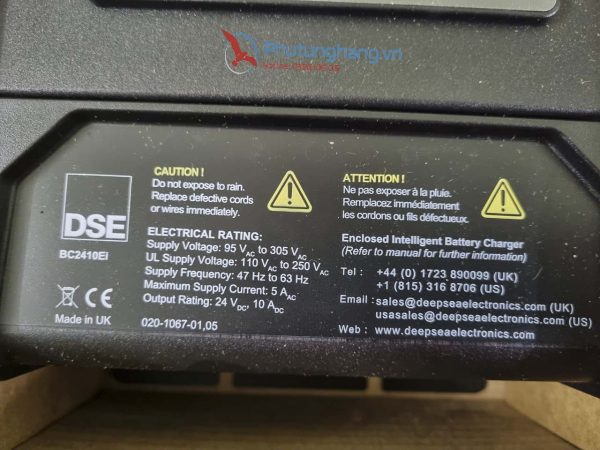 Phutunghang.vn
CAUTION !
Do not expose to rain.
Replace defective cords
or wires immediately.
ATTENTION !
Ne pas exposer à la pluie.
Remplacez immédiatement
les cordons ou fils défectueux.
DSE
BC2410Ei
CE
Made in UK
ELECTRICAL RATING:
Supply Voltage: 95 VAC to 305 VAC
UL Supply Voltage: 110 VAC to 250 VAC
Supply Frequency: 47 Hz to 63 Hz
Maximum Supply Current: 5 AAC
Output Rating: 24 VDC, 10 ADC
020-1067-01,05
Enclosed Intelligent Battery Charger
(Refer to manual for further information)
Tel : +44 (0) 1723 890099 (UK)
+1 (815) 316 8706 (US)
Email : sales@deepseaelectronics.com (UK)
usasales@deepseaelectronics.com (US)
Web : www.deepseaelectronics.com